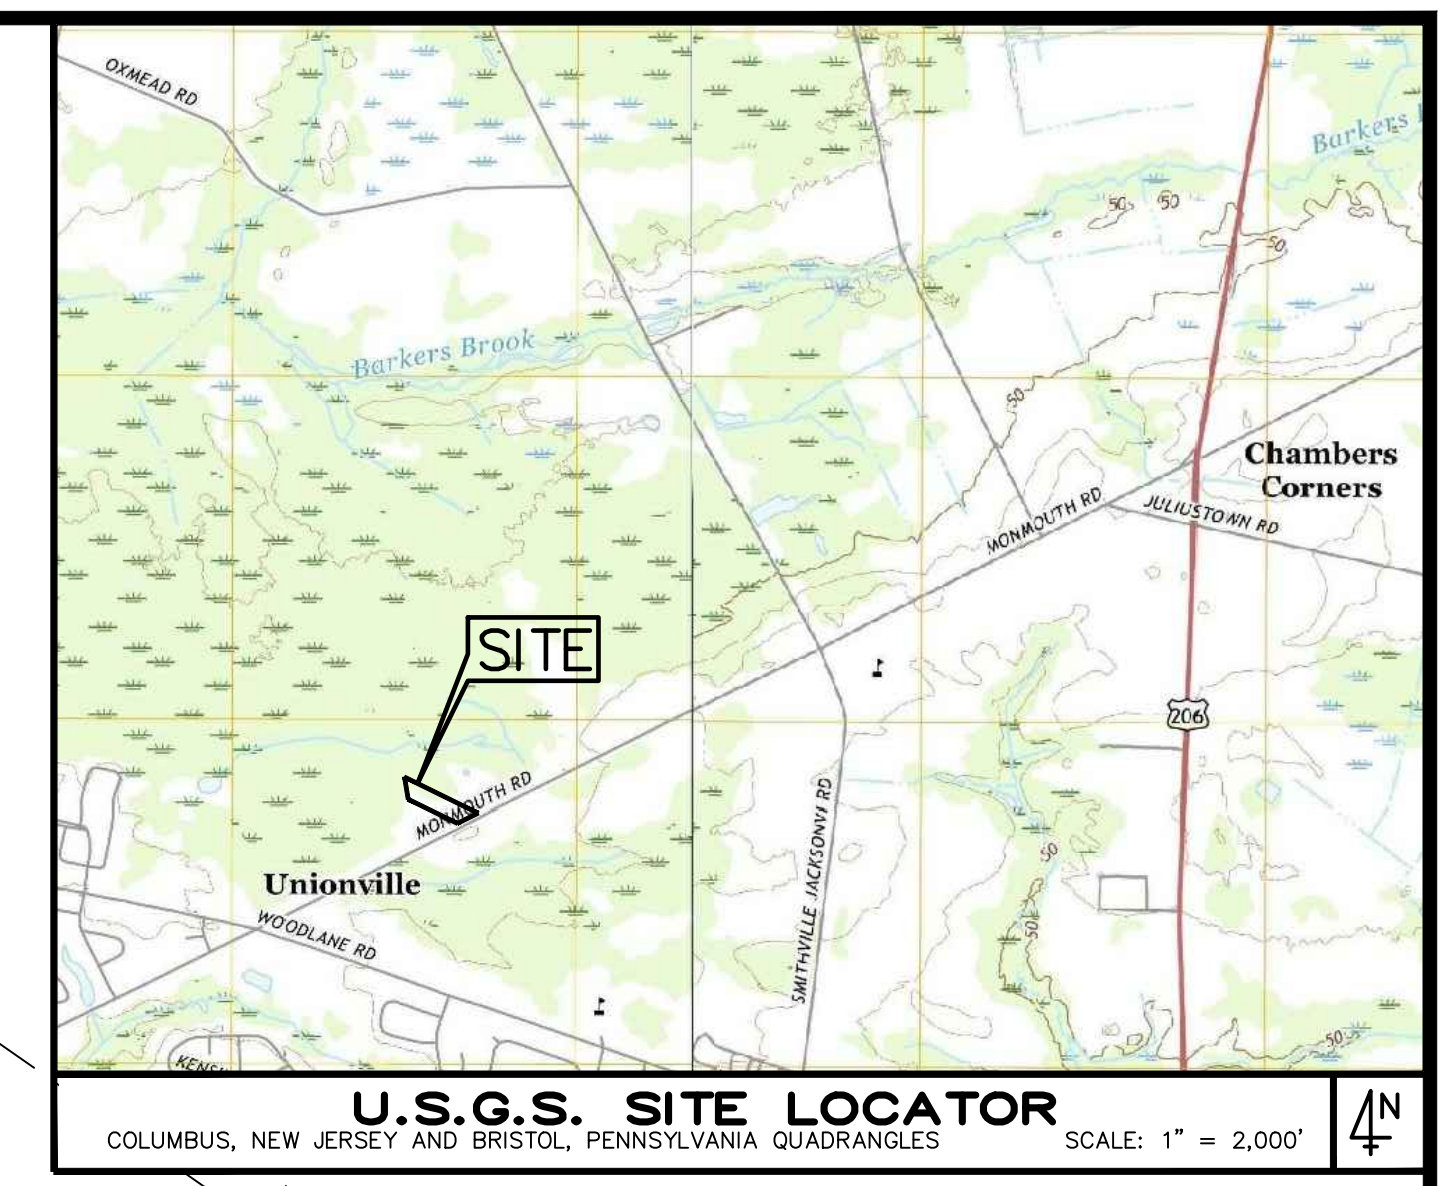 OXMEAD RD
Barkers
50
50
50
Barkers Brook
50
Chambers
Corners
MONMOUTH RD
JULIUSTOWN RD
SITE
206
MONMOUTH RD
SMITHVILLE JACKSONVI RD
50
Unionville
WOODLANE RD
50
50
U.S.G.S. SITE LOCATOR
COLUMBUS, NEW JERSEY AND BRISTOL, PENNSYLVANIA QUADRANGLES
SCALE: 1" = 2,000'
N